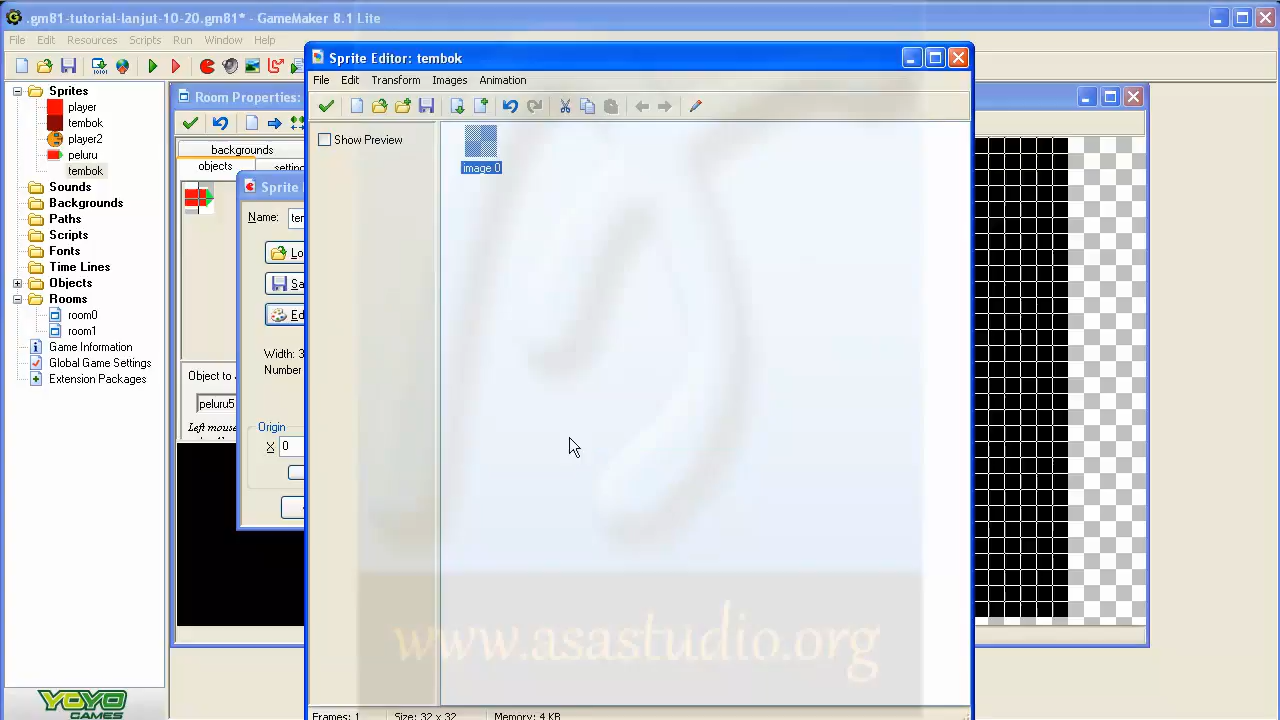 .gm81-tutorial-lanjut-10-20.gm81* - GameMaker 8.1 Lite
File Edit Resources Scripts Run Window Help
Sprites
player
tembok
player2
peluru
tembok
Sounds
Backgrounds
Paths
Scripts
Fonts
Time Lines
Objects
Rooms
room0
room1
Game Information
Global Game Settings
Extension Packages
YOYO
GAMES
Room Properties:
backgrounds
objects
Object to
peluru5
Left mouse
Sprite
Name:
Width: 3
Number
Origin
X 0
Sprite Editor: tembok
File Edit Transform Images Animation
Show Preview
image 0
www.asastudio.org
Frames: 1 Size: 32 x 32 Memory: 4 KB